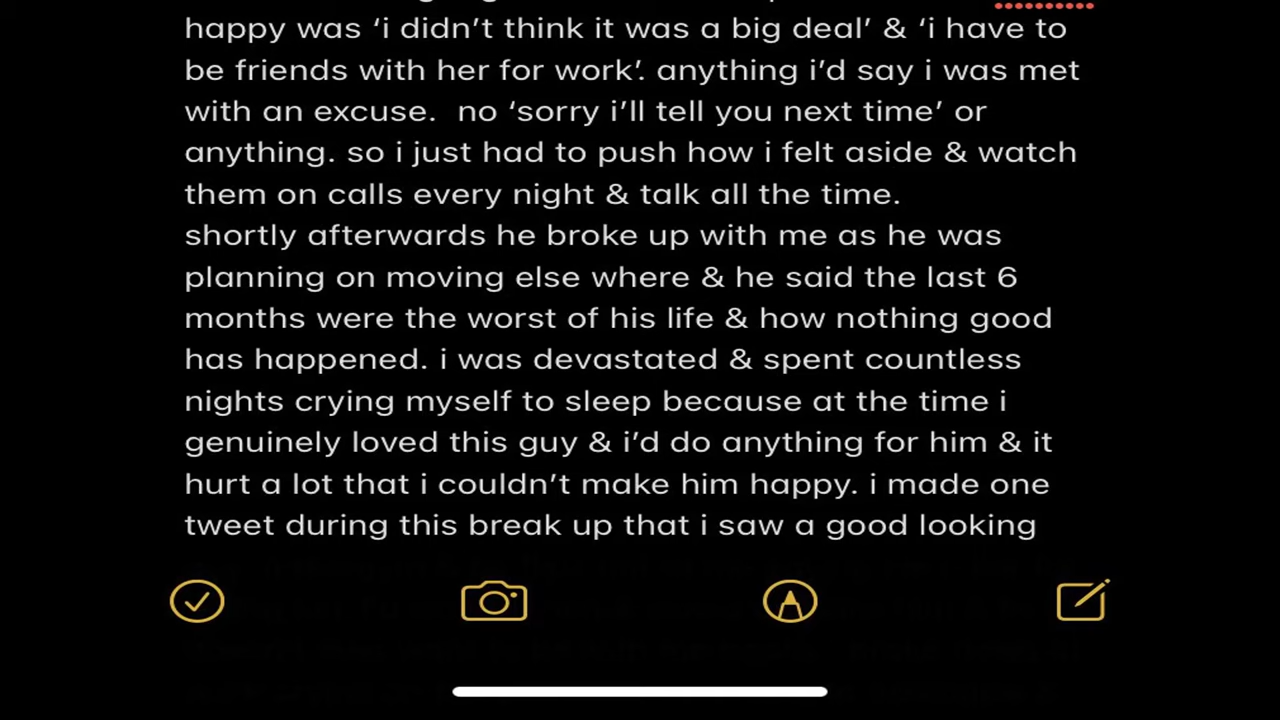 happy was ‘i didn’t think it was a big deal’ & ‘i have to
be friends with her for work’. anything i’d say i was met
with an excuse.  no ‘sorry i’ll tell you next time’ or
anything. so i just had to push how i felt aside & watch
them on calls every night & talk all the time.
shortly afterwards he broke up with me as he was
planning on moving else where & he said the last 6
months were the worst of his life & how nothing good
has happened. i was devastated & spent countless
nights crying myself to sleep because at the time i
genuinely loved this guy & i’d do anything for him & it
hurt a lot that i couldn’t make him happy. i made one
tweet during this break up that i saw a good looking